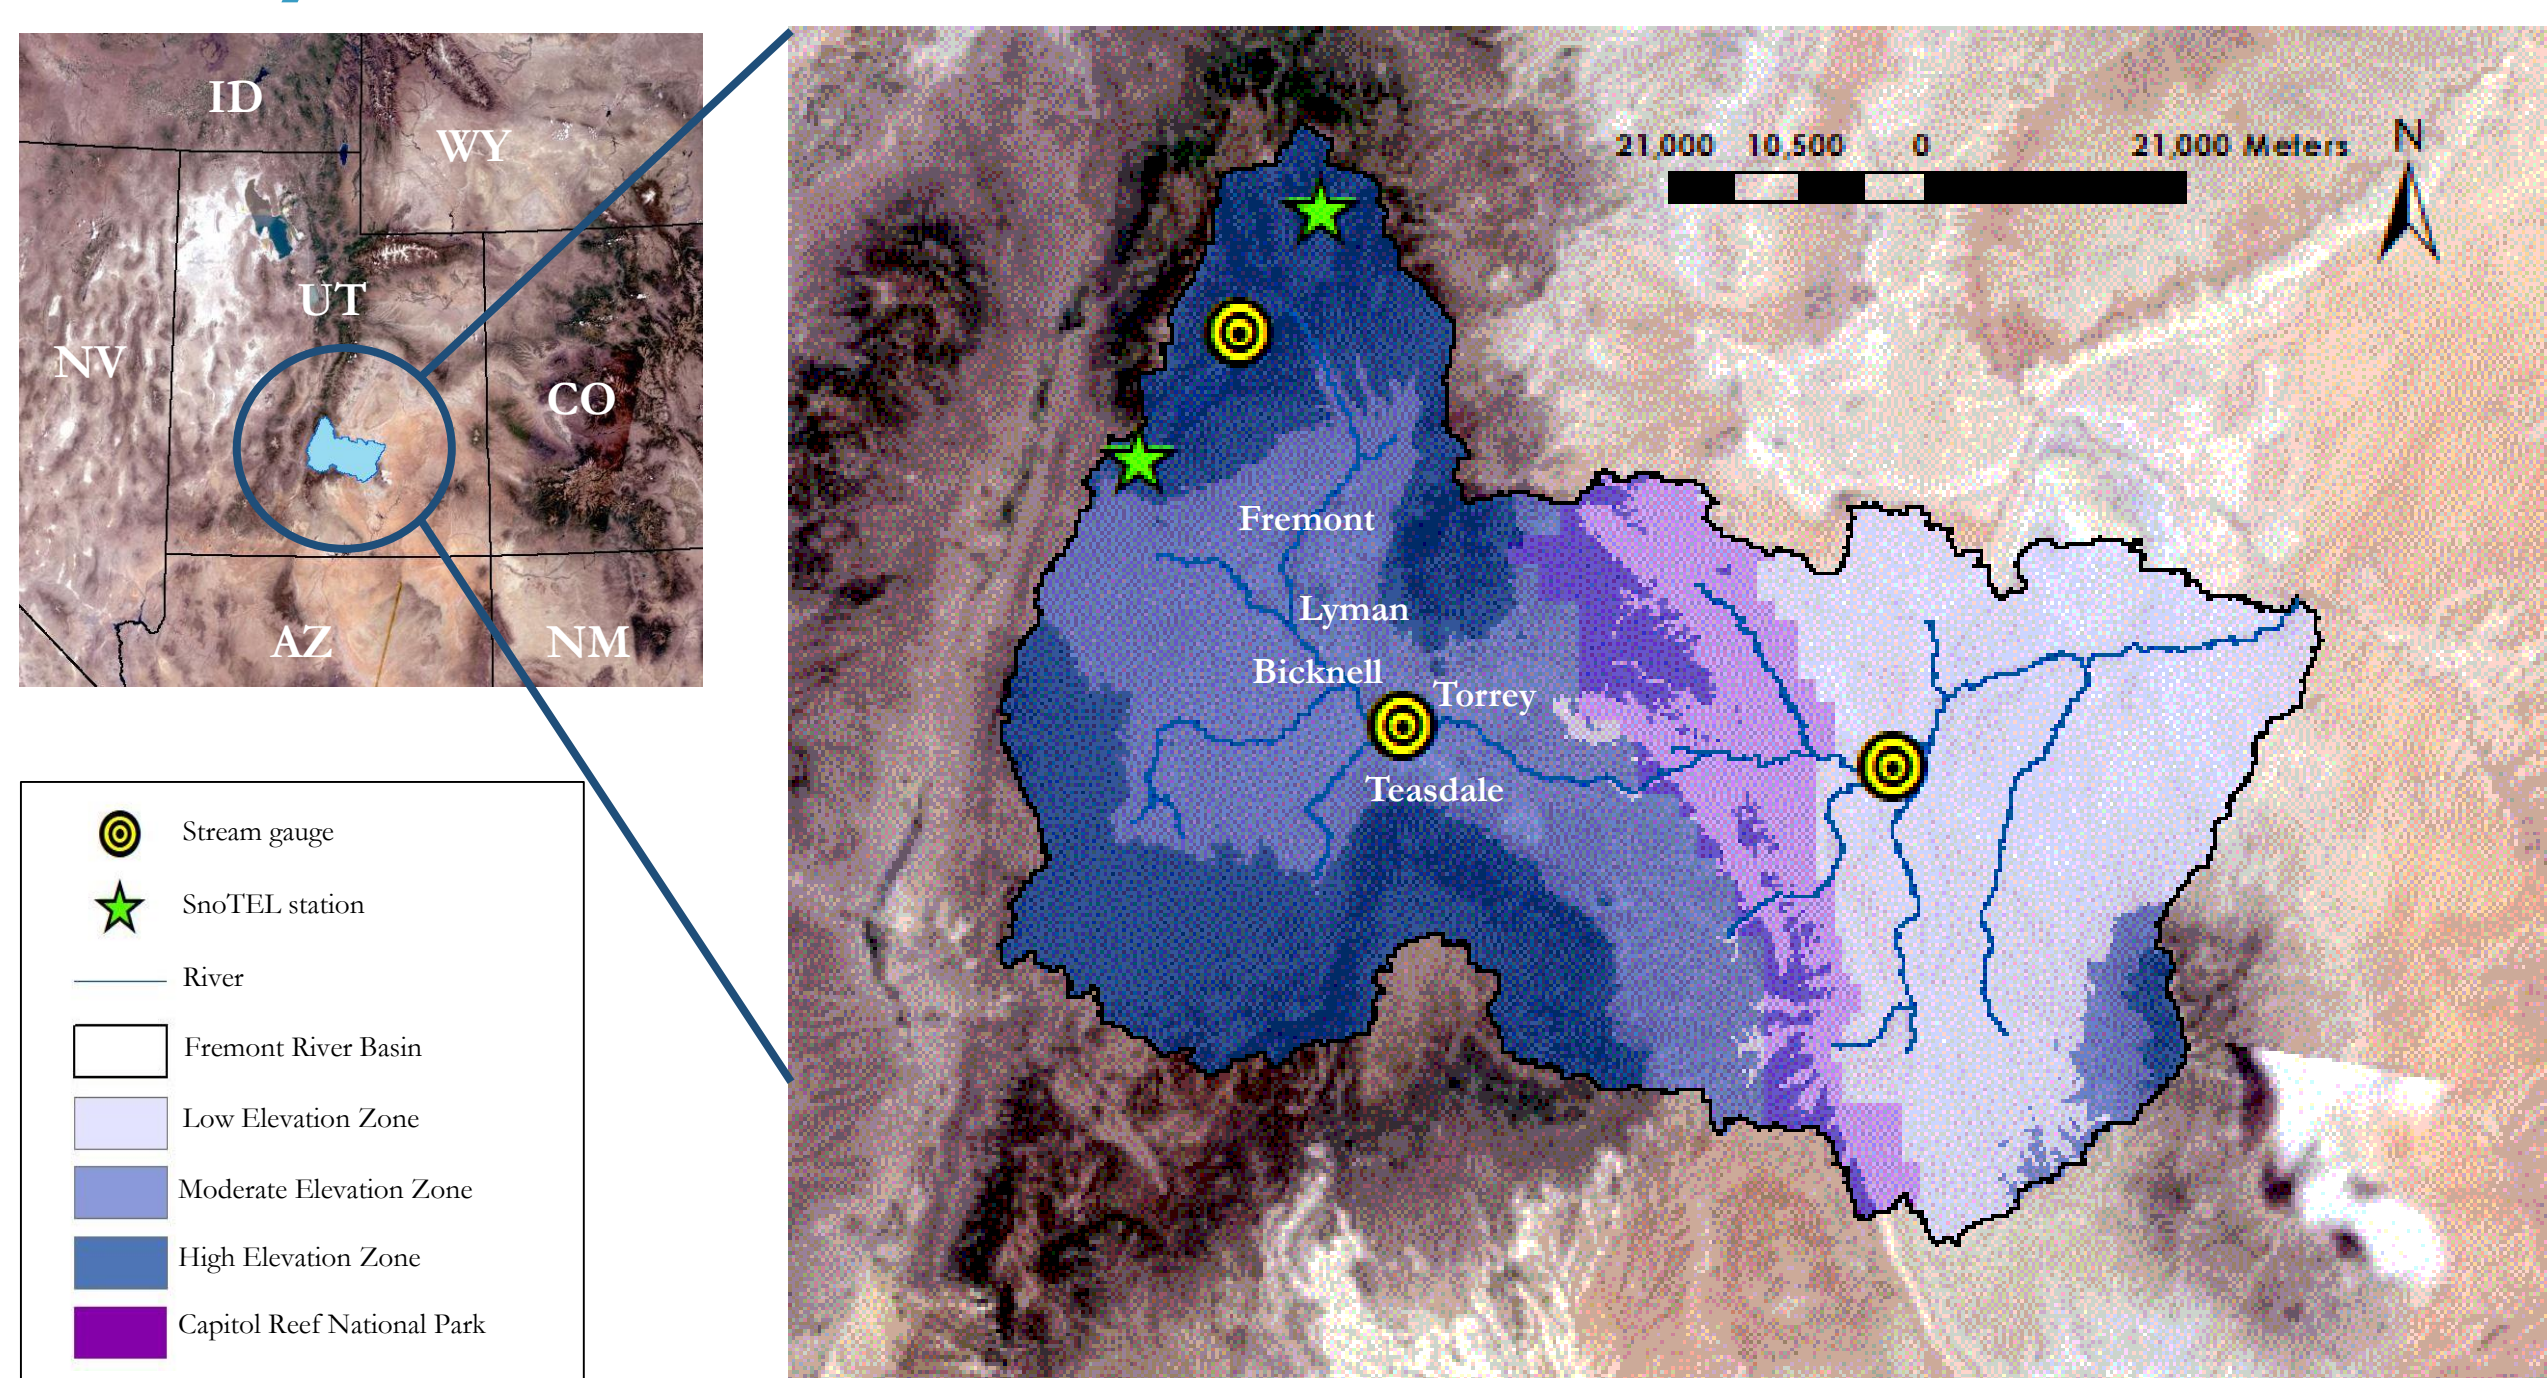 ID
WY
UT
NV
CO
AZ
NM
21,000 10,500 0 21,000 Meters
N
Fremont
Lyman
Bicknell
Torrey
Teasdale
Stream gauge
SnoTEL station
River
Fremont River Basin
Low Elevation Zone
Moderate Elevation Zone
High Elevation Zone
Capitol Reef National Park